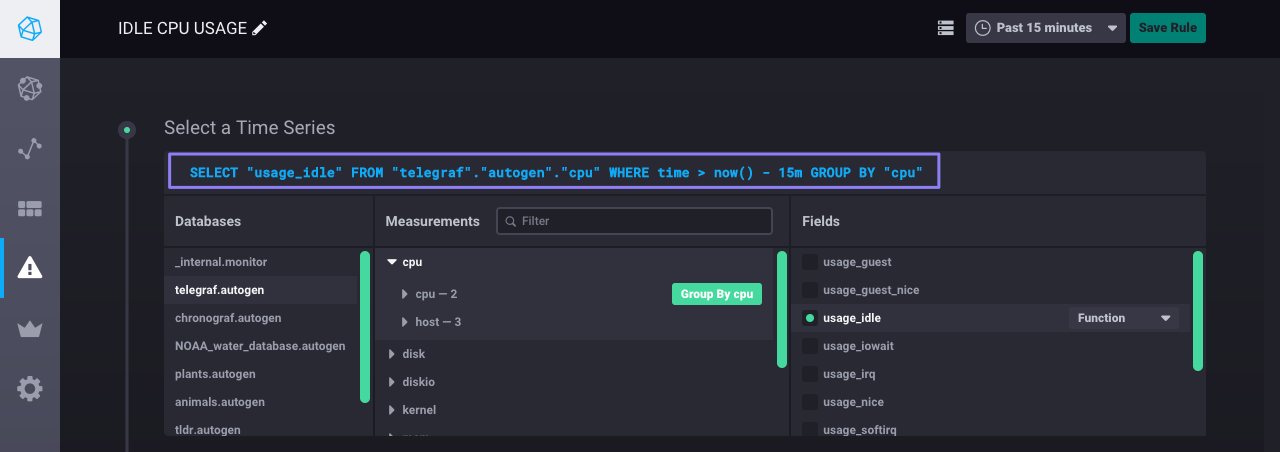 IDLE CPU USAGE
Past 15 minutes
Save Rule
Select a Time Series
SELECT "usage_idle" FROM "telegraf"."autogen"."cpu" WHERE time > now() - 15m GROUP BY "cpu"
Databases
Measurements
Filter
Fields
_internal.monitor
telegraf.autogen
chronograf.autogen
NOAA_water_database.autogen
plants.autogen
animals.autogen
tldr.autogen
cpu
cpu — 2
Group By cpu
host — 3
disk
diskio
kernel
usage_guest
usage_guest_nice
usage_idle
Function
usage_iowait
usage_irq
usage_nice
usage_softirq